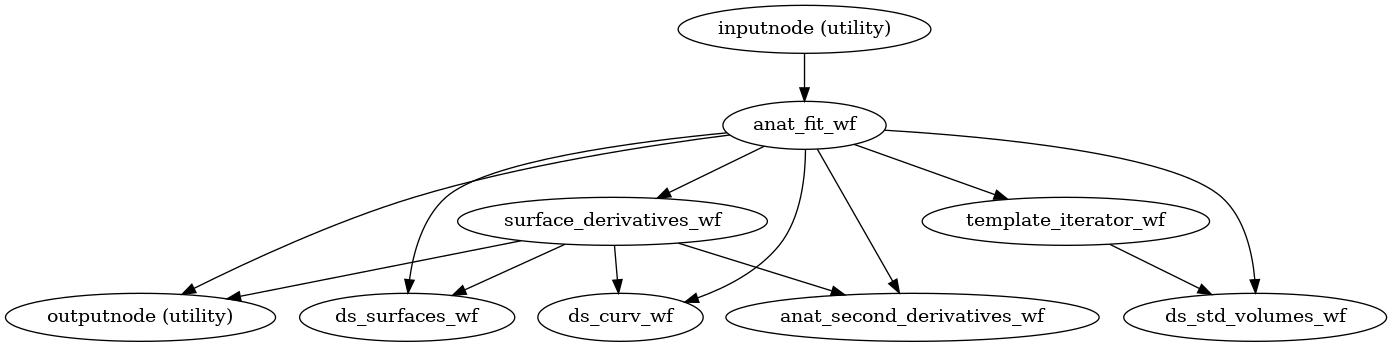 inputnode (utility)
anat_fit_wf
surface_derivatives_wf
template_iterator_wf
outputnode (utility)
ds_surfaces_wf
ds_curv_wf
anat_second_derivatives_wf
ds_std_volumes_wf